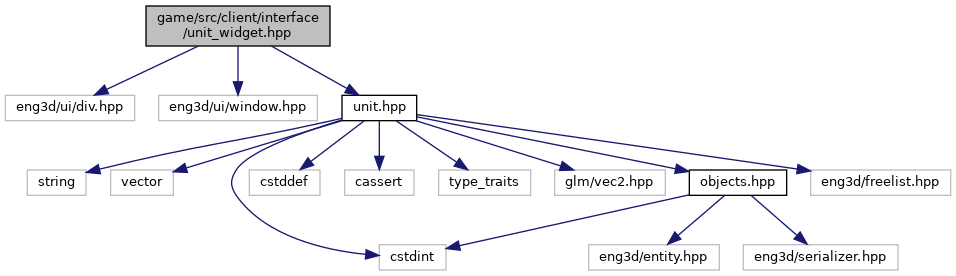 game/src/client/interface
/unit_widget.hpp
eng3d/ui/div.hpp
eng3d/ui/window.hpp
unit.hpp
string
vector
cstddef
cassert
type_traits
glm/vec2.hpp
objects.hpp
eng3d/freelist.hpp
cstdint
eng3d/entity.hpp
eng3d/serializer.hpp